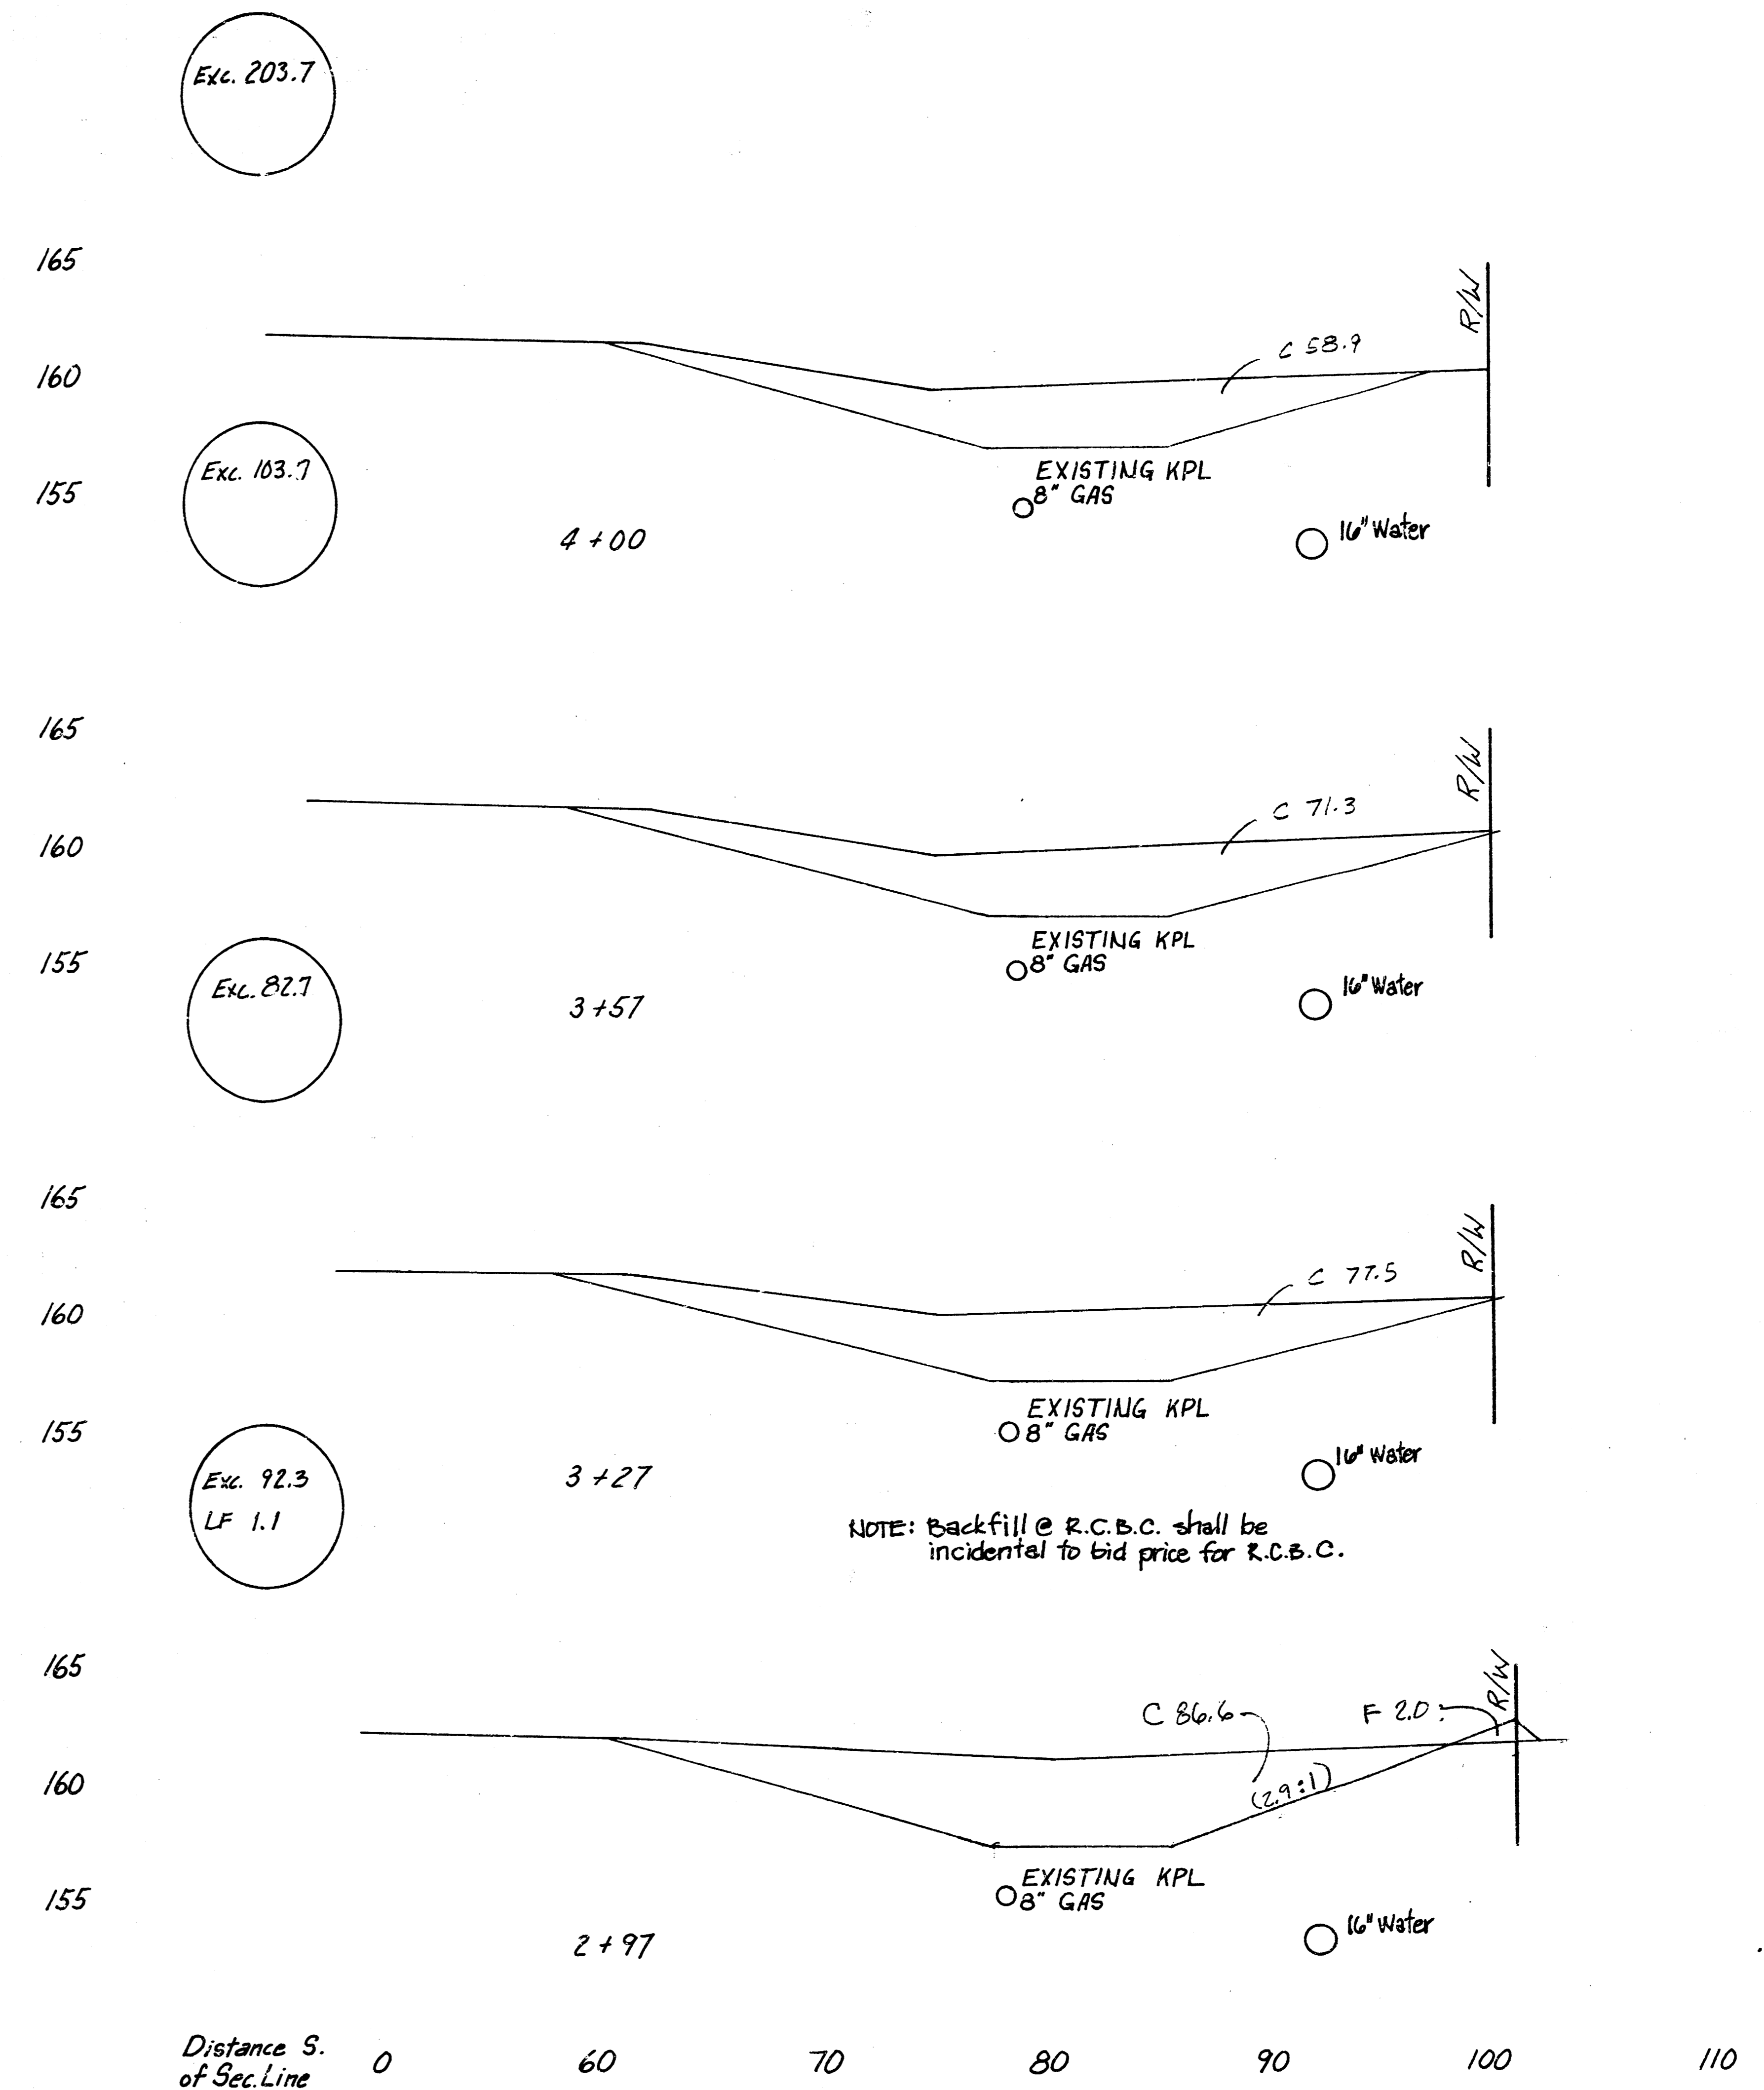 Exc. 203.7
165
R/W
C 58.9
160
Exc. 103.7
EXISTING KPL
8" GAS
155
16" Water
4+00
165
R/W
C 71.3
160
EXISTING KPL
8" GAS
155
Exc. 82.7
16" Water
3+57
165
R/W
C 77.5
160
EXISTING KPL
8" GAS
155
16" Water
Exc. 92.3
LF 1.1
3+27
NOTE: Backfill @ R.C.B.C. shall be
incidental to bid price for R.C.B.C.
165
R/W
C 86.6
F 2.0
160
(2.9:1)
EXISTING KPL
8" GAS
155
16" Water
2+97
Distance S.
of Sec. Line
0 60 70 80 90 100 110